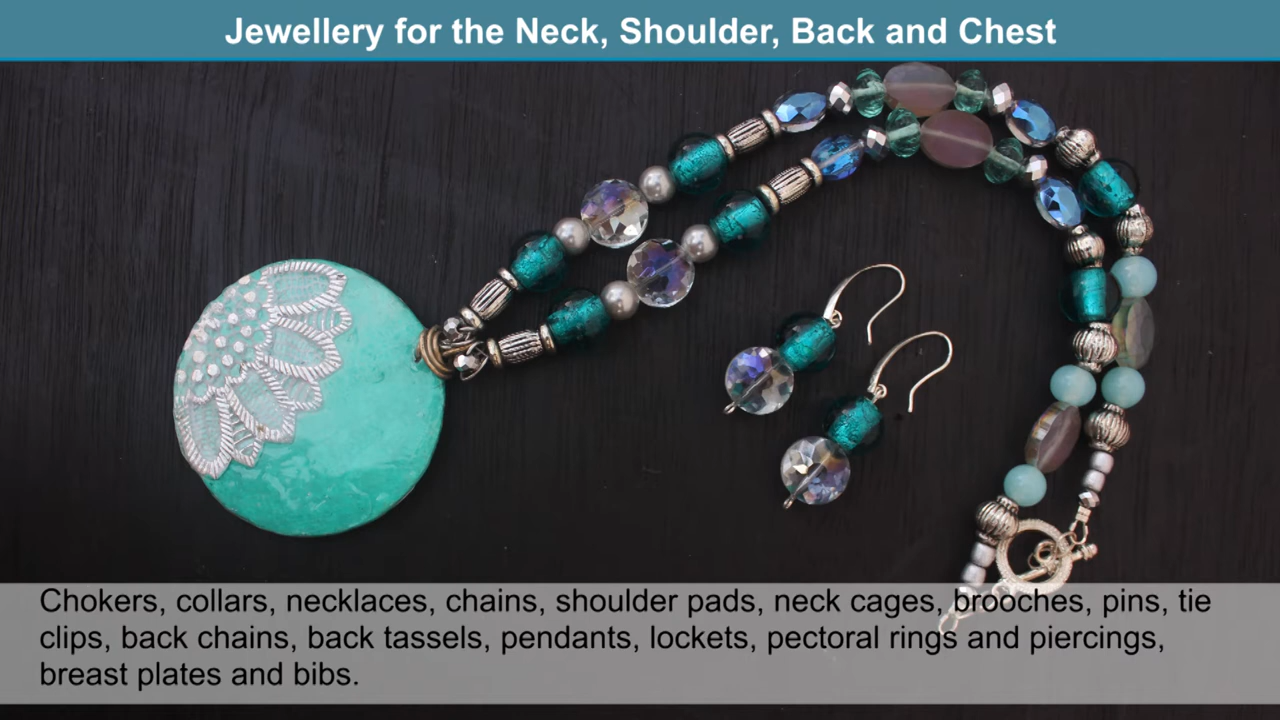 Jewellery for the Neck, Shoulder, Back and Chest
Chokers, collars, necklaces, chains, shoulder pads, neck cages, brooches, pins, tie
clips, back chains, back tassels, pendants, lockets, pectoral rings and piercings,
breast plates and bibs.